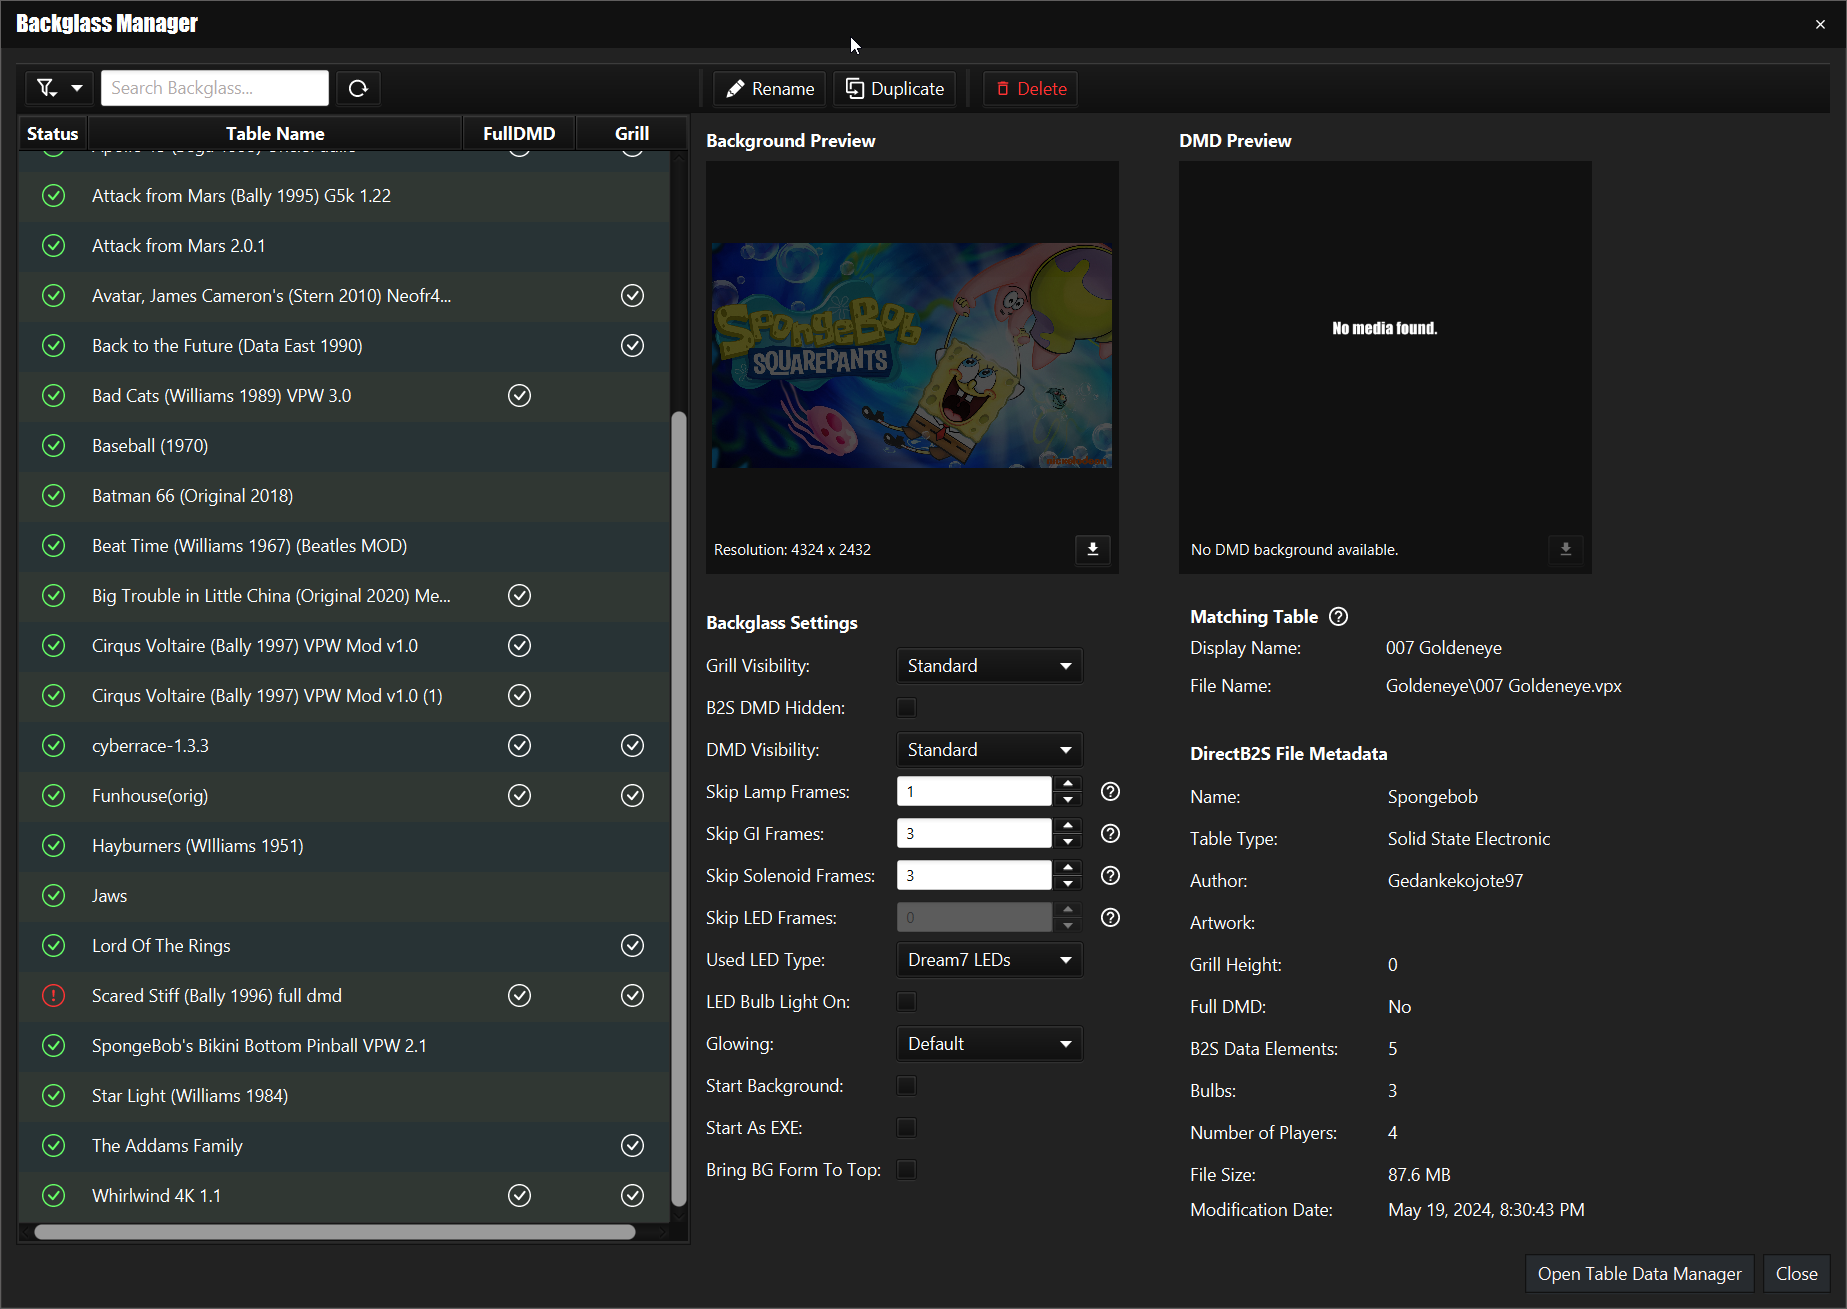 Backglass Manager
Search Backglass...
Rename
Duplicate
Delete
Status
Table Name
FullDMD
Grill
Attack from Mars (Bally 1995) G5k 1.22
Attack from Mars 2.0.1
Avatar, James Cameron's (Stern 2010) Neofr4...
Back to the Future (Data East 1990)
Bad Cats (Williams 1989) VPW 3.0
Baseball (1970)
Batman 66 (Original 2018)
Beat Time (Williams 1967) (Beatles MOD)
Big Trouble in Little China (Original 2020) Me...
Cirqus Voltaire (Bally 1997) VPW Mod v1.0
Cirqus Voltaire (Bally 1997) VPW Mod v1.0 (1)
cyberrace-1.3.3
Funhouse(orig)
Hayburners (WIlliams 1951)
Jaws
Lord Of The Rings
Scared Stiff (Bally 1996) full dmd
SpongeBob's Bikini Bottom Pinball VPW 2.1
Star Light (Williams 1984)
The Addams Family
Whirlwind 4K 1.1
Background Preview
SpongeBob
SQUAREPANTS
Resolution: 4324 x 2432
DMD Preview
No media found.
No DMD background available.
Backglass Settings
Grill Visibility:
Standard
B2S DMD Hidden:
DMD Visibility:
Standard
Skip Lamp Frames:
1
Skip GI Frames:
3
Skip Solenoid Frames:
3
Skip LED Frames:
0
Used LED Type:
Dream7 LEDs
LED Bulb Light On:
Glowing:
Default
Start Background:
Start As EXE:
Bring BG Form To Top:
Matching Table
Display Name:
007 Goldeneye
File Name:
Goldeneye\007 Goldeneye.vpx
DirectB2S File Metadata
Name:
Spongebob
Table Type:
Solid State Electronic
Author:
Gedankekojote97
Artwork:
Grill Height:
0
Full DMD:
No
B2S Data Elements:
5
Bulbs:
3
Number of Players:
4
File Size:
87.6 MB
Modification Date:
May 19, 2024, 8:30:43 PM
Open Table Data Manager
Close